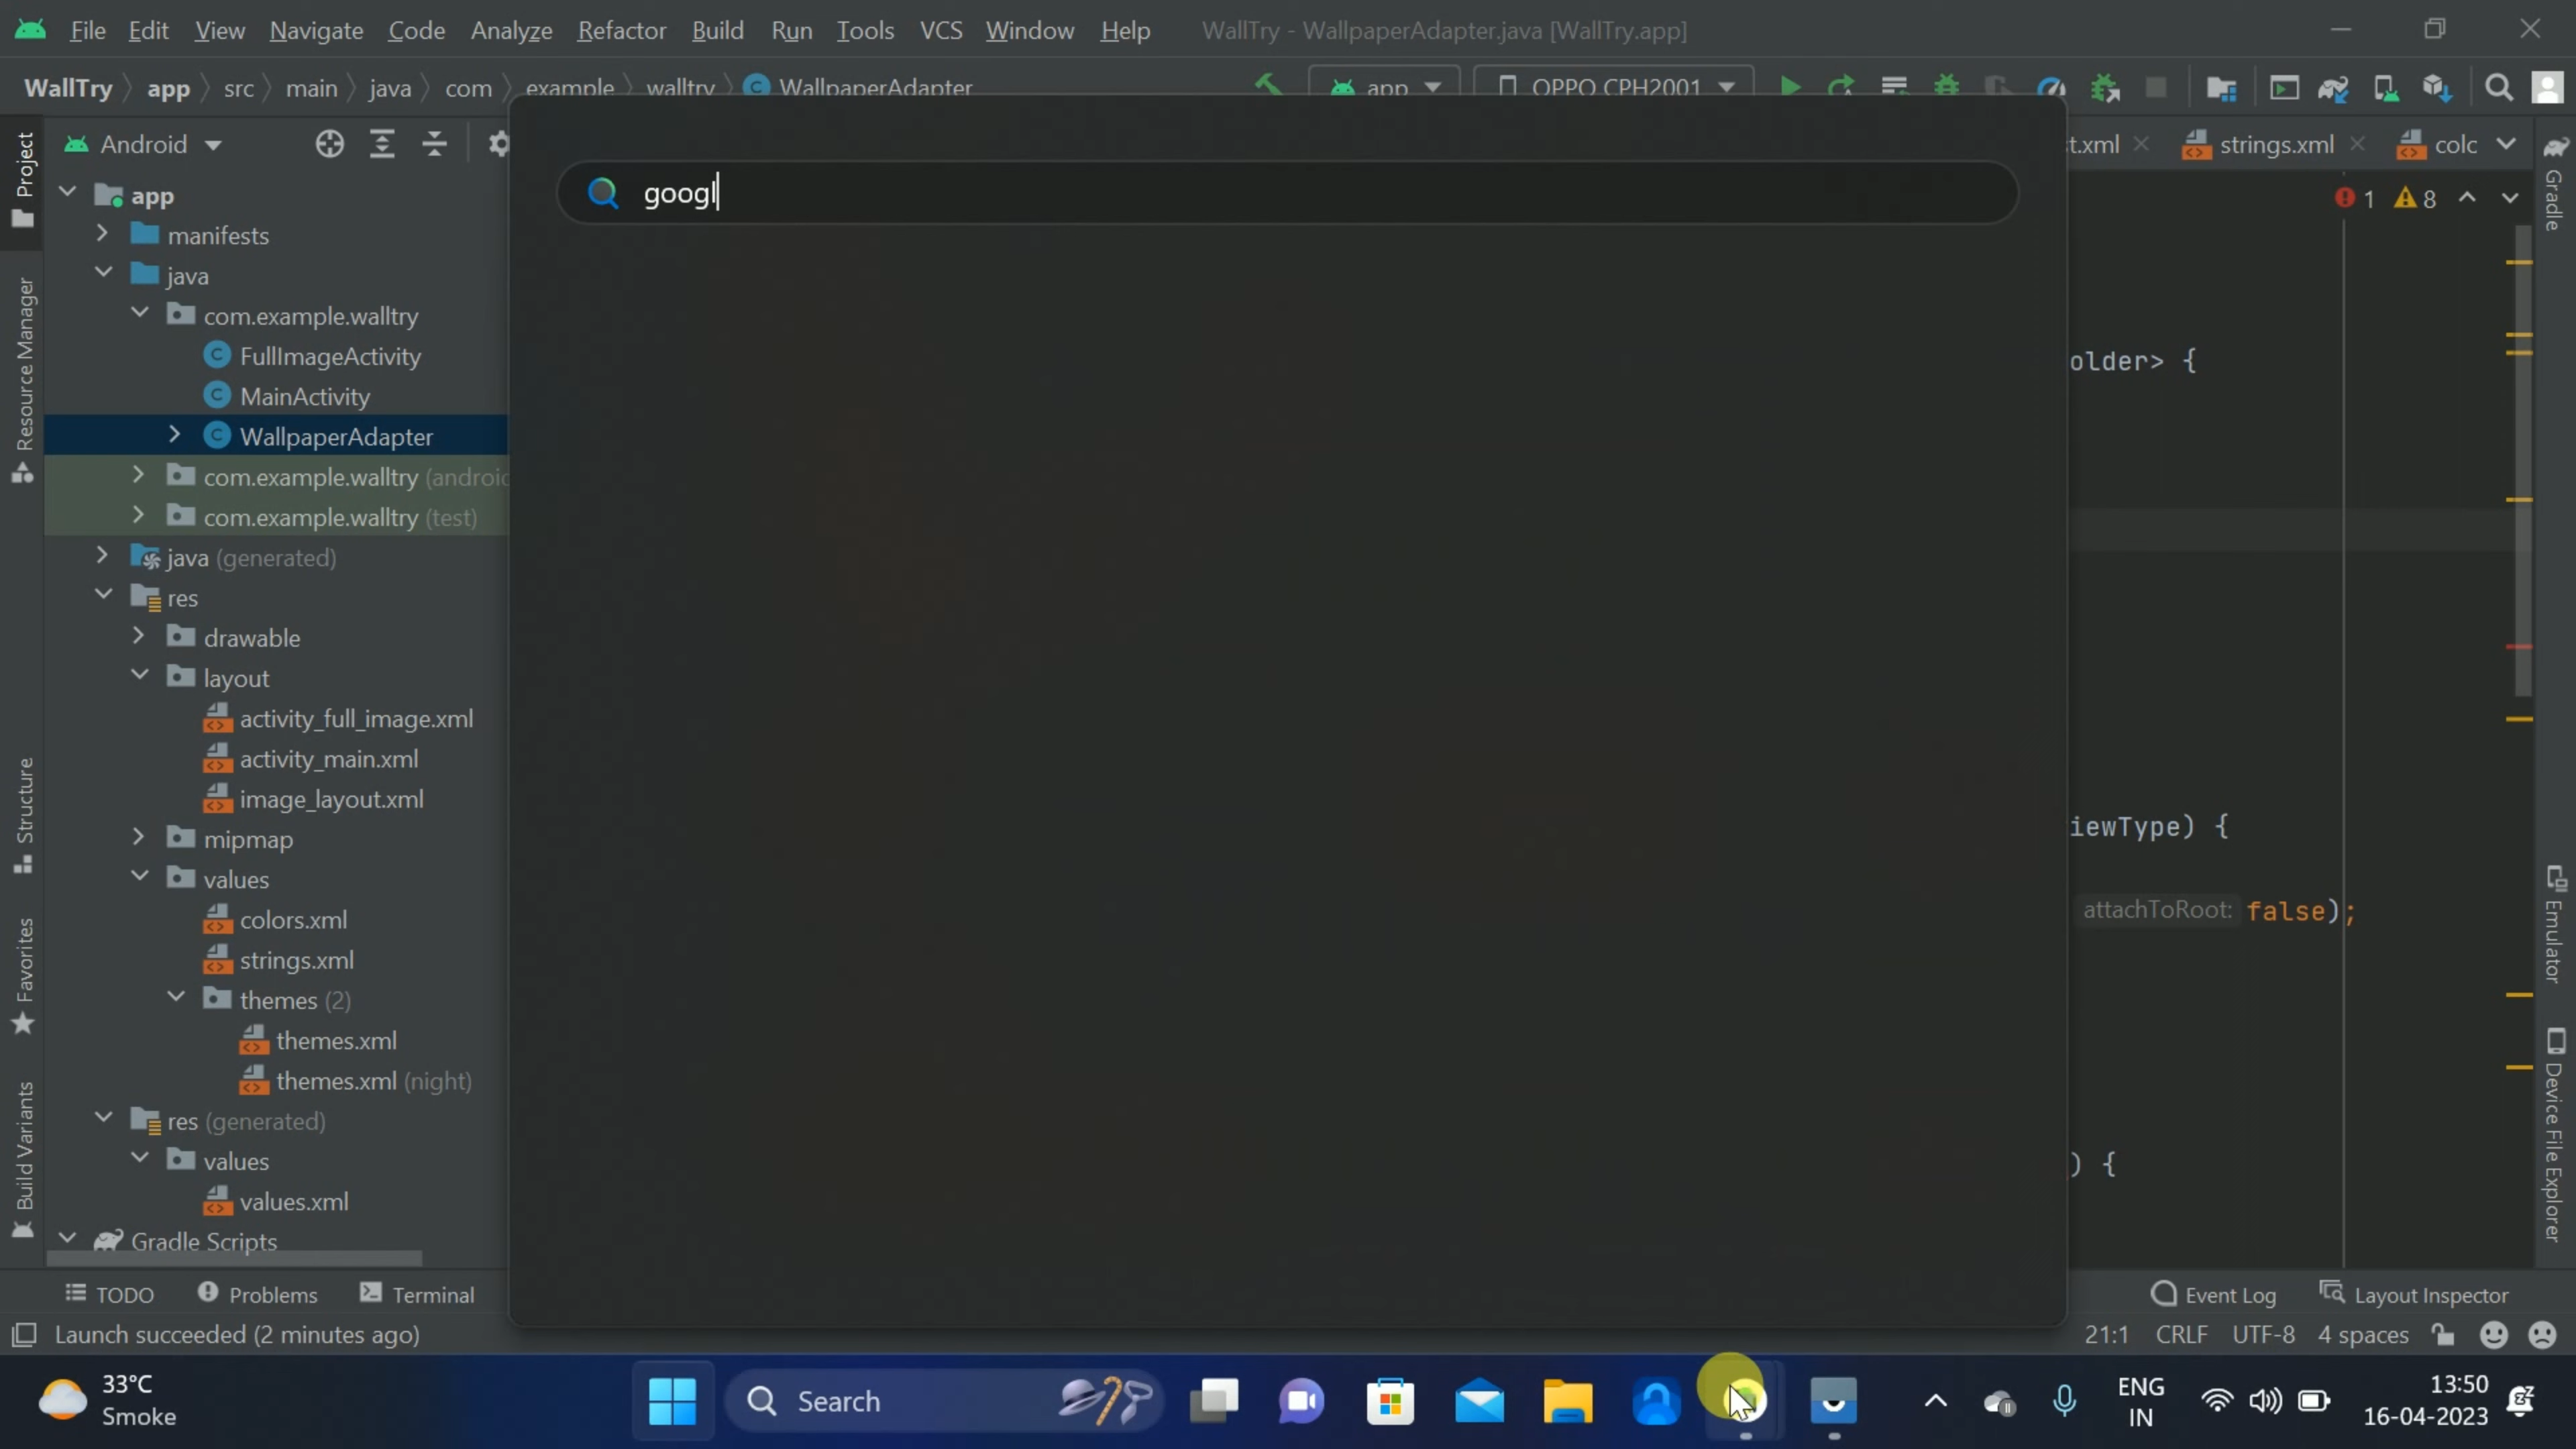 File Edit View Navigate Code Analyze Refactor Build Run Tools VCS Window Help WallTry - WallpaperAdapter.java [WallTry.app]
WallTry app src main java com example walltry WallpaperAdapter app OPPO CPH2001
Android
t.xml strings.xml colc
googl
1 8
app
manifests
java
com.example.walltry
FullImageActivity
older> {
MainActivity
WallpaperAdapter
com.example.walltry (android
com.example.walltry (test)
java (generated)
res
drawable
layout
activity_full_image.xml
activity_main.xml
image_layout.xml
iewType) {
mipmap
values
colors.xml
attachToRoot: false);
strings.xml
themes (2)
themes.xml
themes.xml (night)
res (generated)
values
) {
values.xml
Gradle Scripts
Project
Resource Manager
Structure
Favorites
Build Variants
Gradle
Emulator
Device File Explorer
TODO Problems Terminal Event Log Layout Inspector
Launch succeeded (2 minutes ago) 21:1 CRLF UTF-8 4 spaces
33°C
Smoke
Search
ENG
IN
13:50
16-04-2023